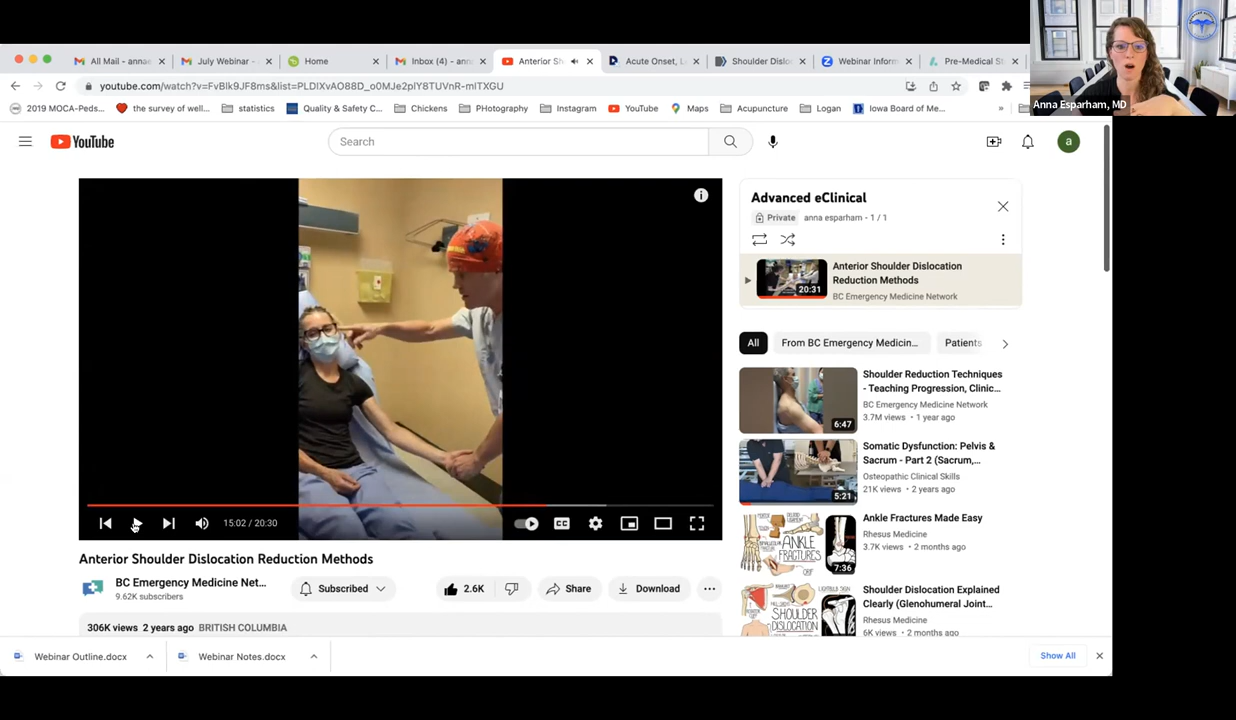 Anna Esparham, MD
All Mail - annae
July Webinar -
Home
Inbox (4) - ann
Anterior Sh
Acute Onset, L
Shoulder Disloc
Webinar Inform
Pre-Medical St
youtube.com/watch?v=FvBlk9JF8ms&list=PLDIXvAO88D_o0MJe2plY8TUVnR-mITXGU
2019 MOCA-Peds...
the survey of well...
statistics
Quality & Safety C...
Chickens
PHotography
Instagram
YouTube
Maps
Acupuncture
Logan
Iowa Board of Me...
»
YouTube
Search
a
Advanced eClinical
Private anna esparham - 1 / 1
Anterior Shoulder Dislocation
Reduction Methods
BC Emergency Medicine Network
20:31
All
From BC Emergency Medicin...
Patients
Shoulder Reduction Techniques
- Teaching Progression, Clinic...
BC Emergency Medicine Network
3.7M views • 1 year ago
6:47
Somatic Dysfunction: Pelvis &
Sacrum - Part 2 (Sacrum,...
Osteopathic Clinical Skills
21K views • 2 years ago
5:21
Ankle Fractures Made Easy
Rhesus Medicine
3.7K views • 2 months ago
ANKLE
FRACTURES
7:36
Shoulder Dislocation Explained
Clearly (Glenohumeral Joint...
Rhesus Medicine
6K views • 2 months ago
SHOULDER
DISLOCATION
15:02 / 20:30
CC
Anterior Shoulder Dislocation Reduction Methods
BC Emergency Medicine Net...
9.62K subscribers
Subscribed
2.6K
Share
Download
306K views 2 years ago BRITISH COLUMBIA
Webinar Outline.docx
Webinar Notes.docx
Show All